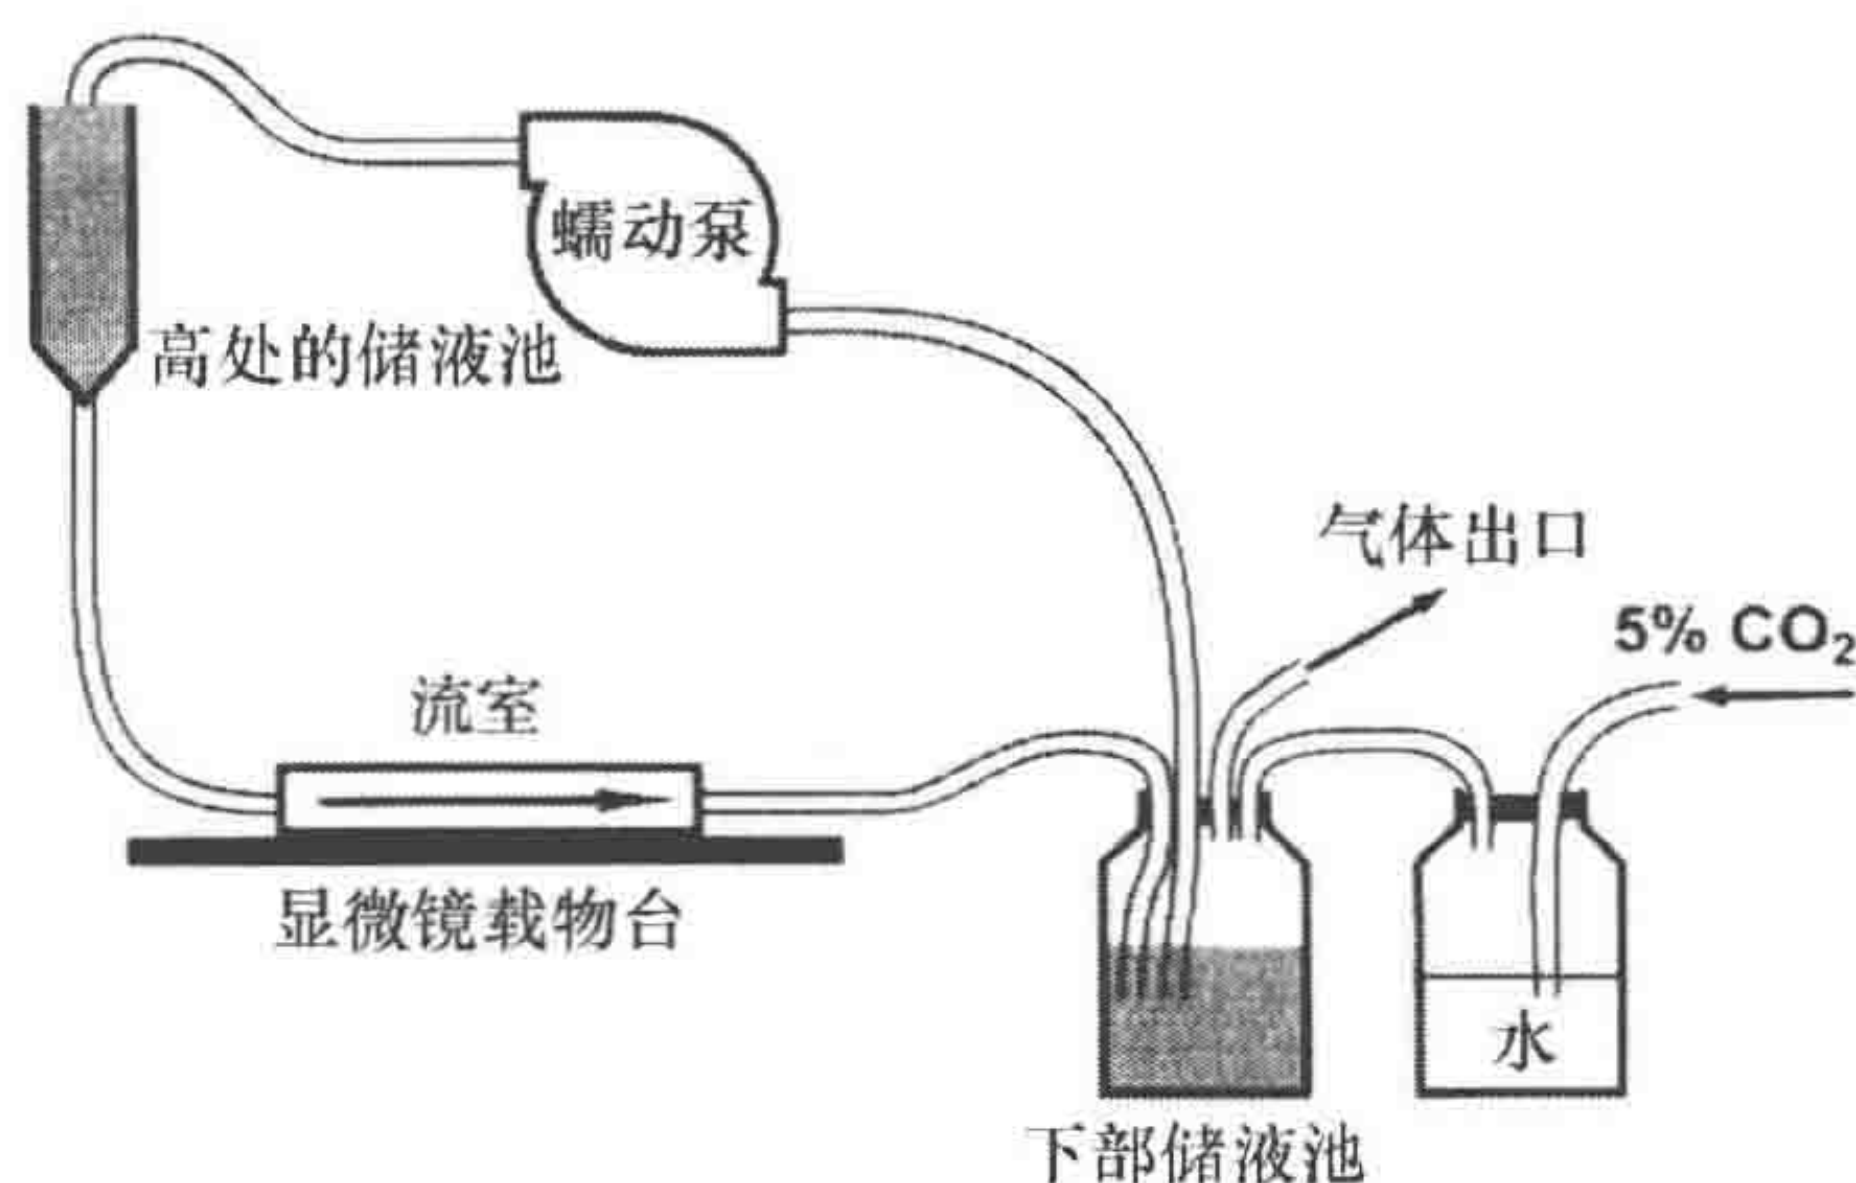 蠕动泵
高处的储液池
气体出口
5% CO₂
流室
显微镜载物台
水
下部储液池